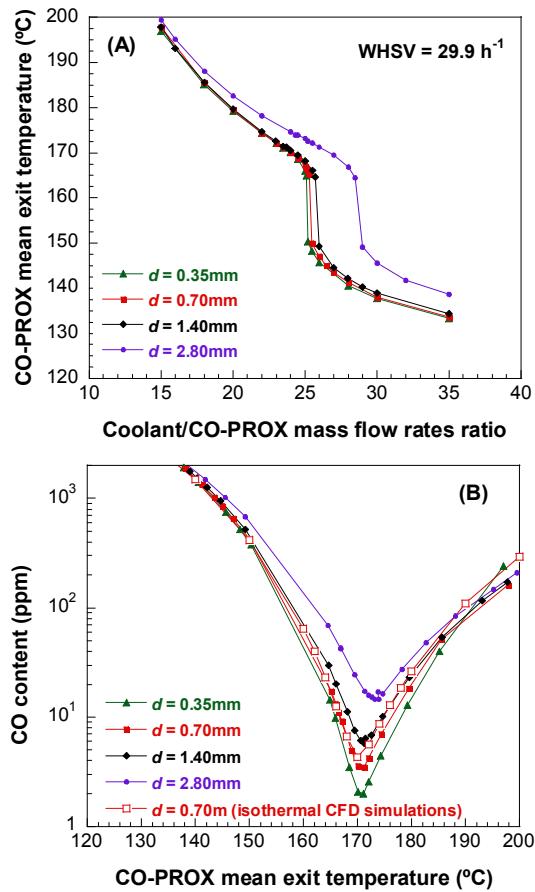 200
190
180
170
160
150
140
130
120
CO-PROX mean exit temperature (ºC)
(A)
WHSV = 29.9 h⁻¹
d = 0.35mm
d = 0.70mm
d = 1.40mm
d = 2.80mm
10 15 20 25 30 35 40
Coolant/CO-PROX mass flow rates ratio
10³
10²
10¹
1
CO content (ppm)
(B)
d = 0.35mm
d = 0.70mm
d = 1.40mm
d = 2.80mm
d = 0.70m (isothermal CFD simulations)
120 130 140 150 160 170 180 190 200
CO-PROX mean exit temperature (ºC)